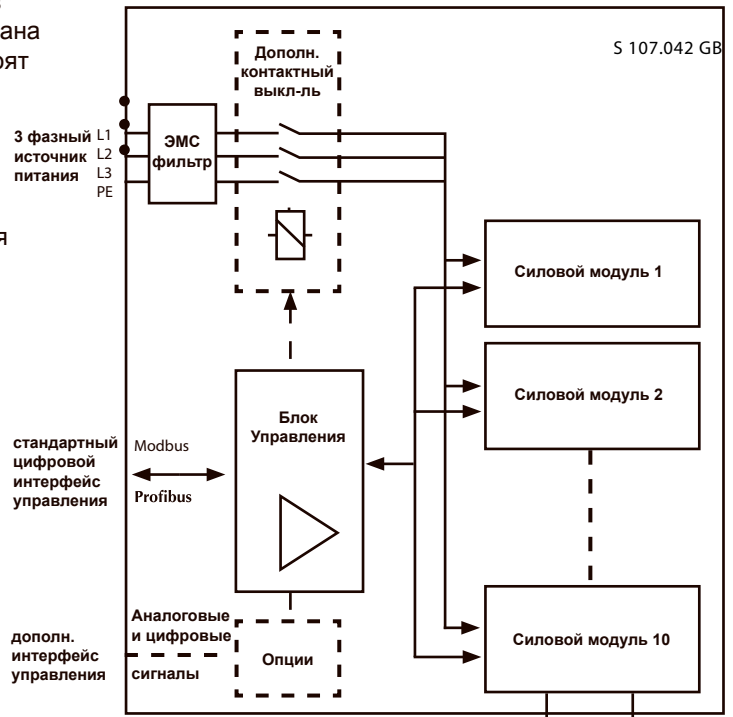 ана
рят
я
S 107.042 GB
Дополн.
контактный
выкл-ль
3 фазный
источник
питания
L1
L2
L3
PE
ЭМС
фильтр
Силовой модуль 1
Силовой модуль 2
Блок
Управления
стандартный
цифровой
интерфейс
управления
Modbus
Profibus
Аналоговые
и цифровые
сигналы
дополн.
интерфейс
управления
Опции
Силовой модуль 10